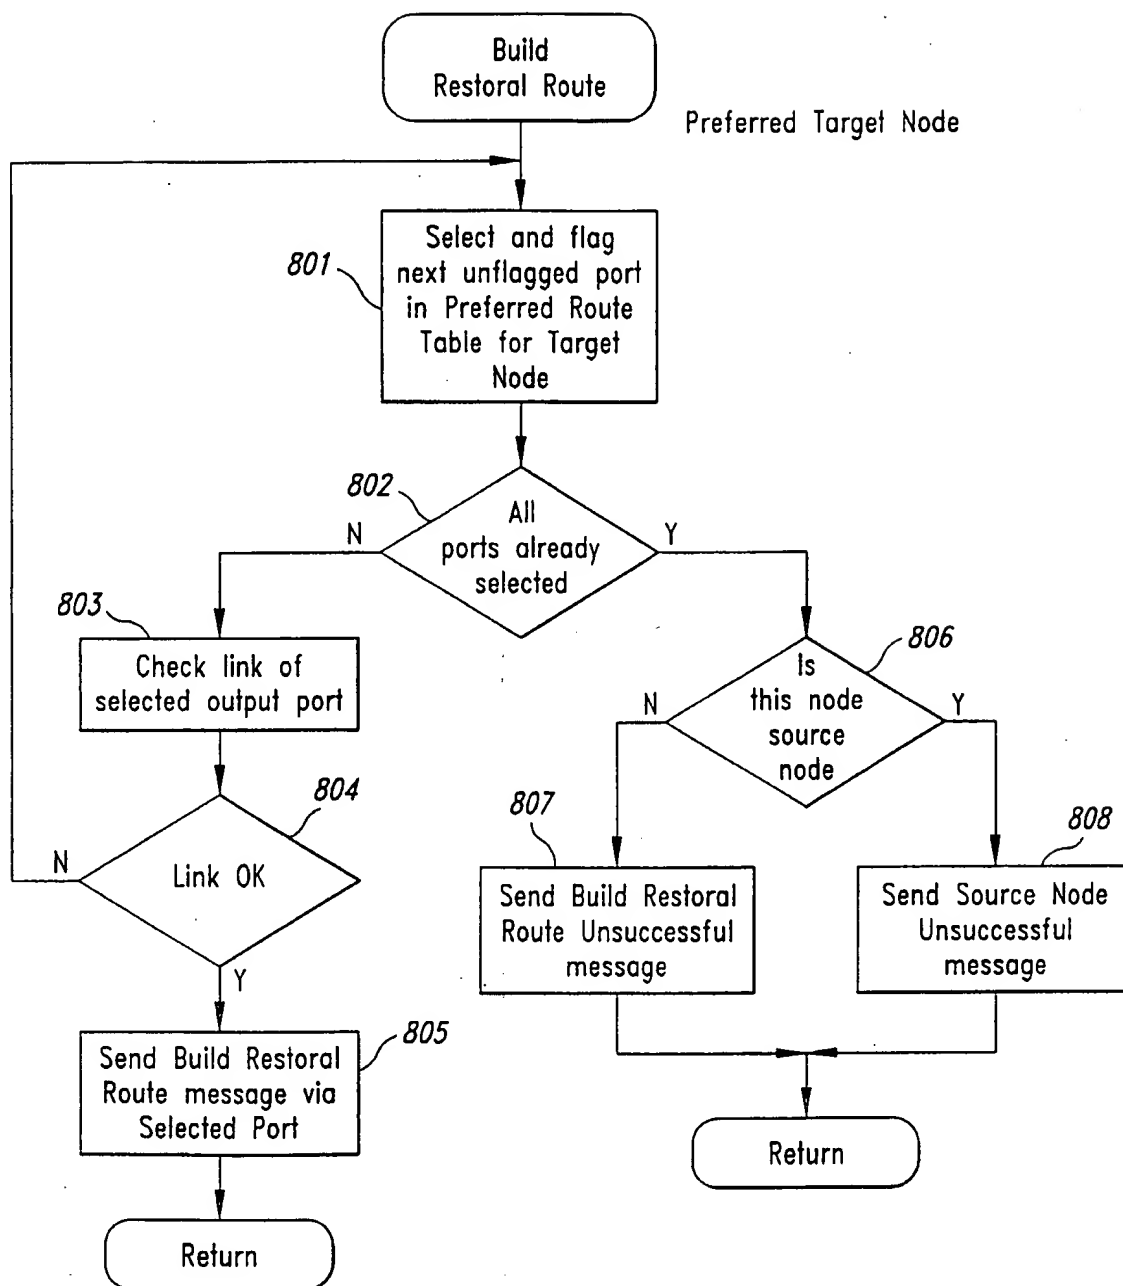 Build
Restoral Route
Preferred Target Node
801
Select and flag
next unflagged port
in Preferred Route
Table for Target
Node
802
N
All
ports already
selected
Y
803
Check link of
selected output port
806
N
Is
this node
source
node
Y
804
N
Link OK
Y
807
Send Build Restoral
Route Unsuccessful
message
808
Send Source Node
Unsuccessful
message
805
Send Build Restoral
Route message via
Selected Port
Return
Return